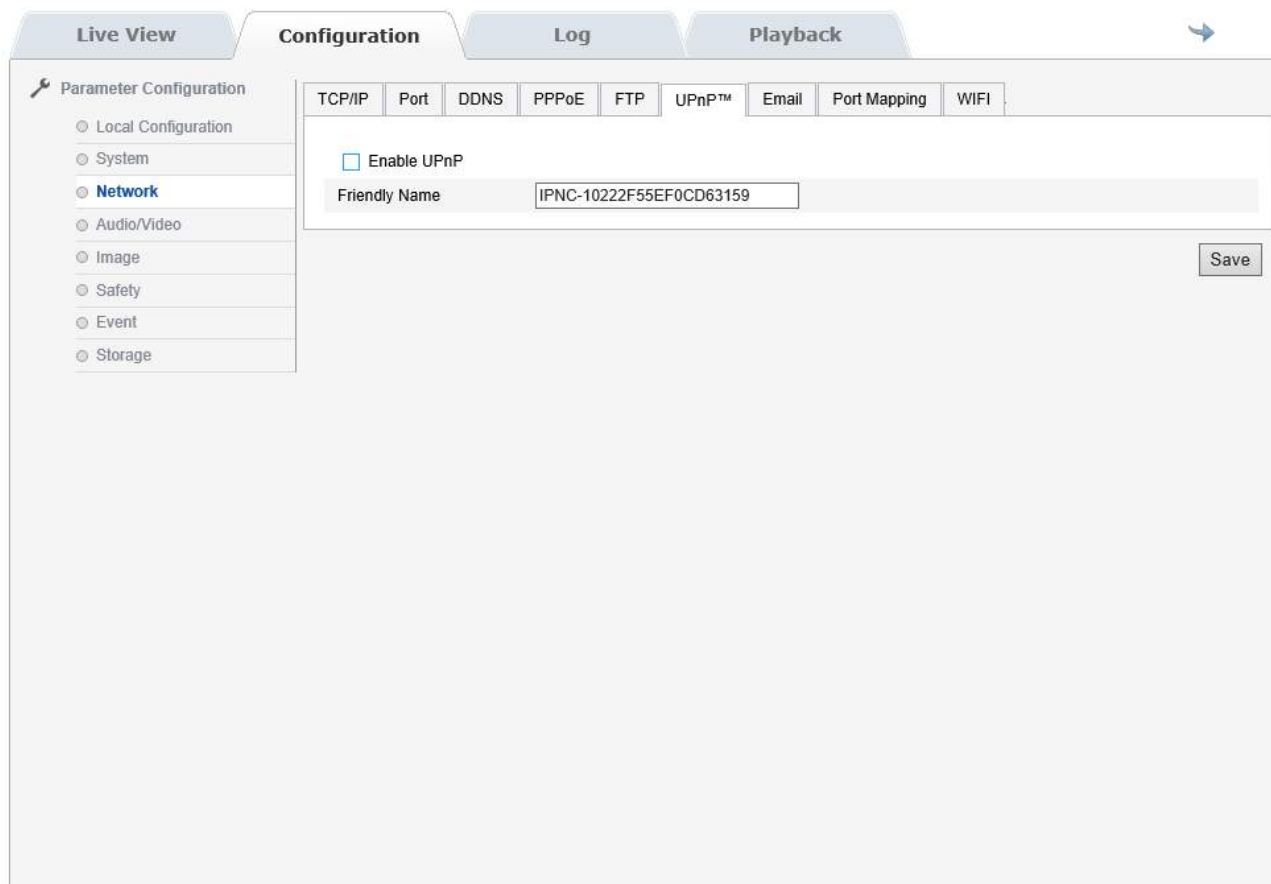 Live View Configuration Log Playback
Parameter Configuration
Local Configuration
System
Network
Audio/Video
Image
Safety
Event
Storage
TCP/IP Port DDNS PPPoE FTP UPnP™ Email Port Mapping WIFI
Enable UPnP
Friendly Name IPNC-10222F55EF0CD63159
Save